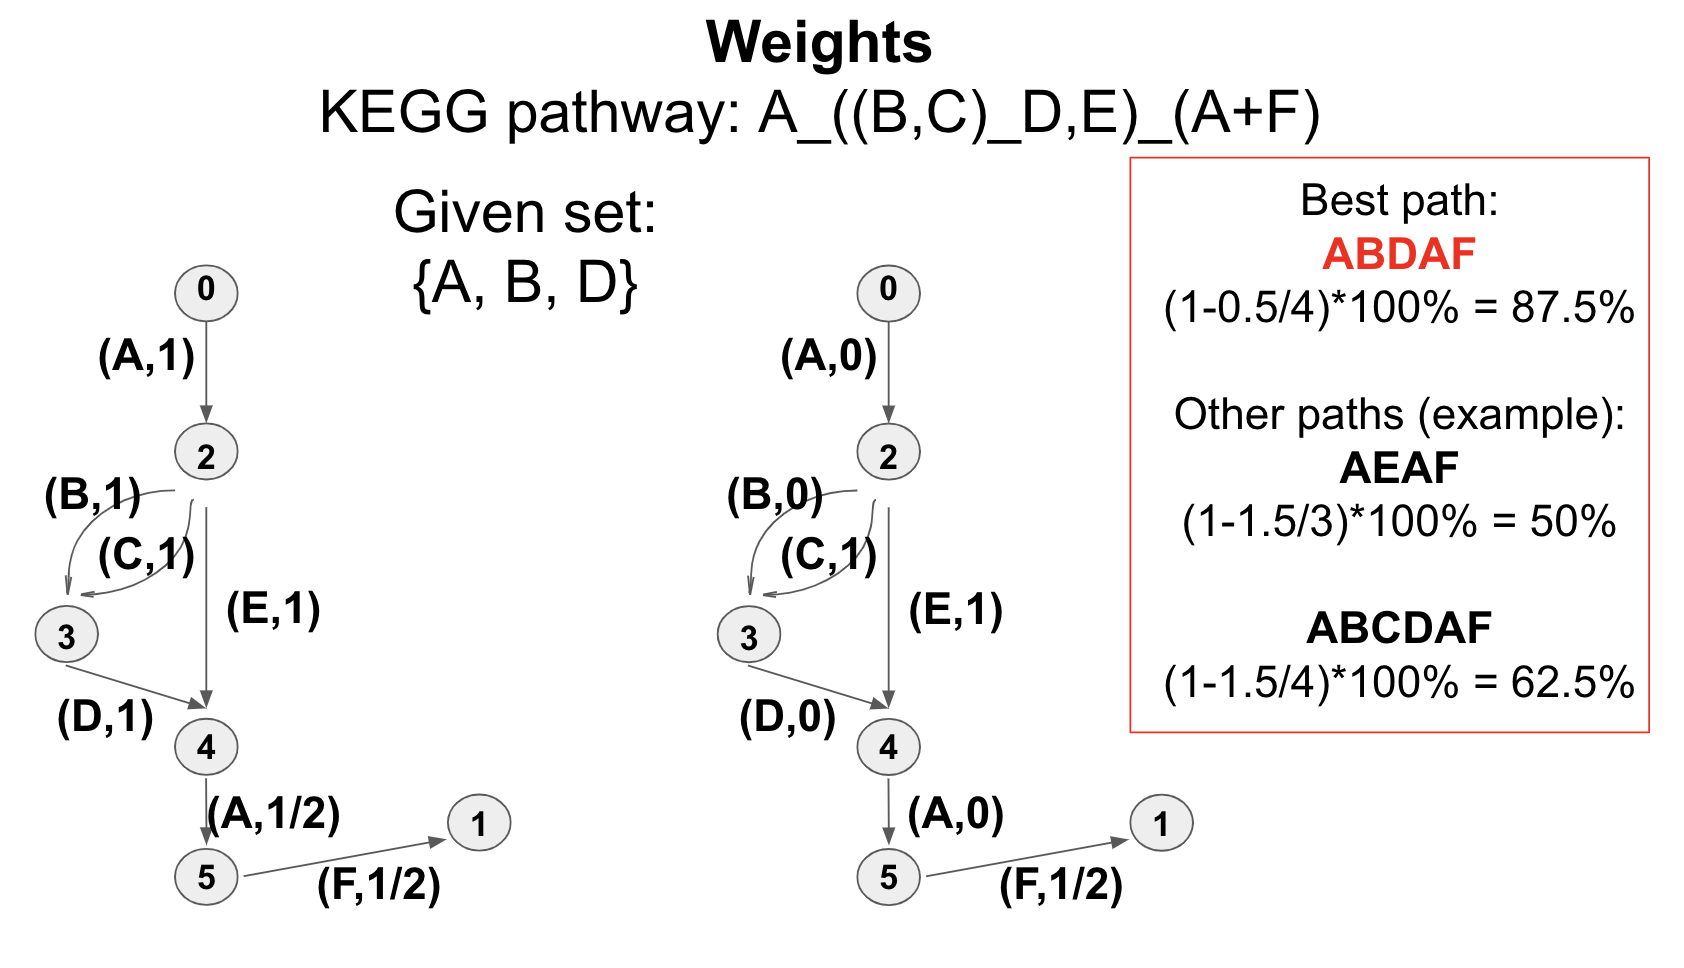 Weights
KEGG pathway: A_((B,C)_D,E)_(A+F)
Given set:
{A, B, D}
0
(A,1)
2
(B,1)
(C,1)
(E,1)
3
(D,1)
4
(A,1/2)
1
5
(F,1/2)
0
(A,0)
2
(B,0)
(C,1)
(E,1)
3
(D,0)
4
(A,0)
1
5
(F,1/2)
Best path:
ABDAF
(1-0.5/4)*100% = 87.5%
Other paths (example):
AEAF
(1-1.5/3)*100% = 50%
ABCDAF
(1-1.5/4)*100% = 62.5%